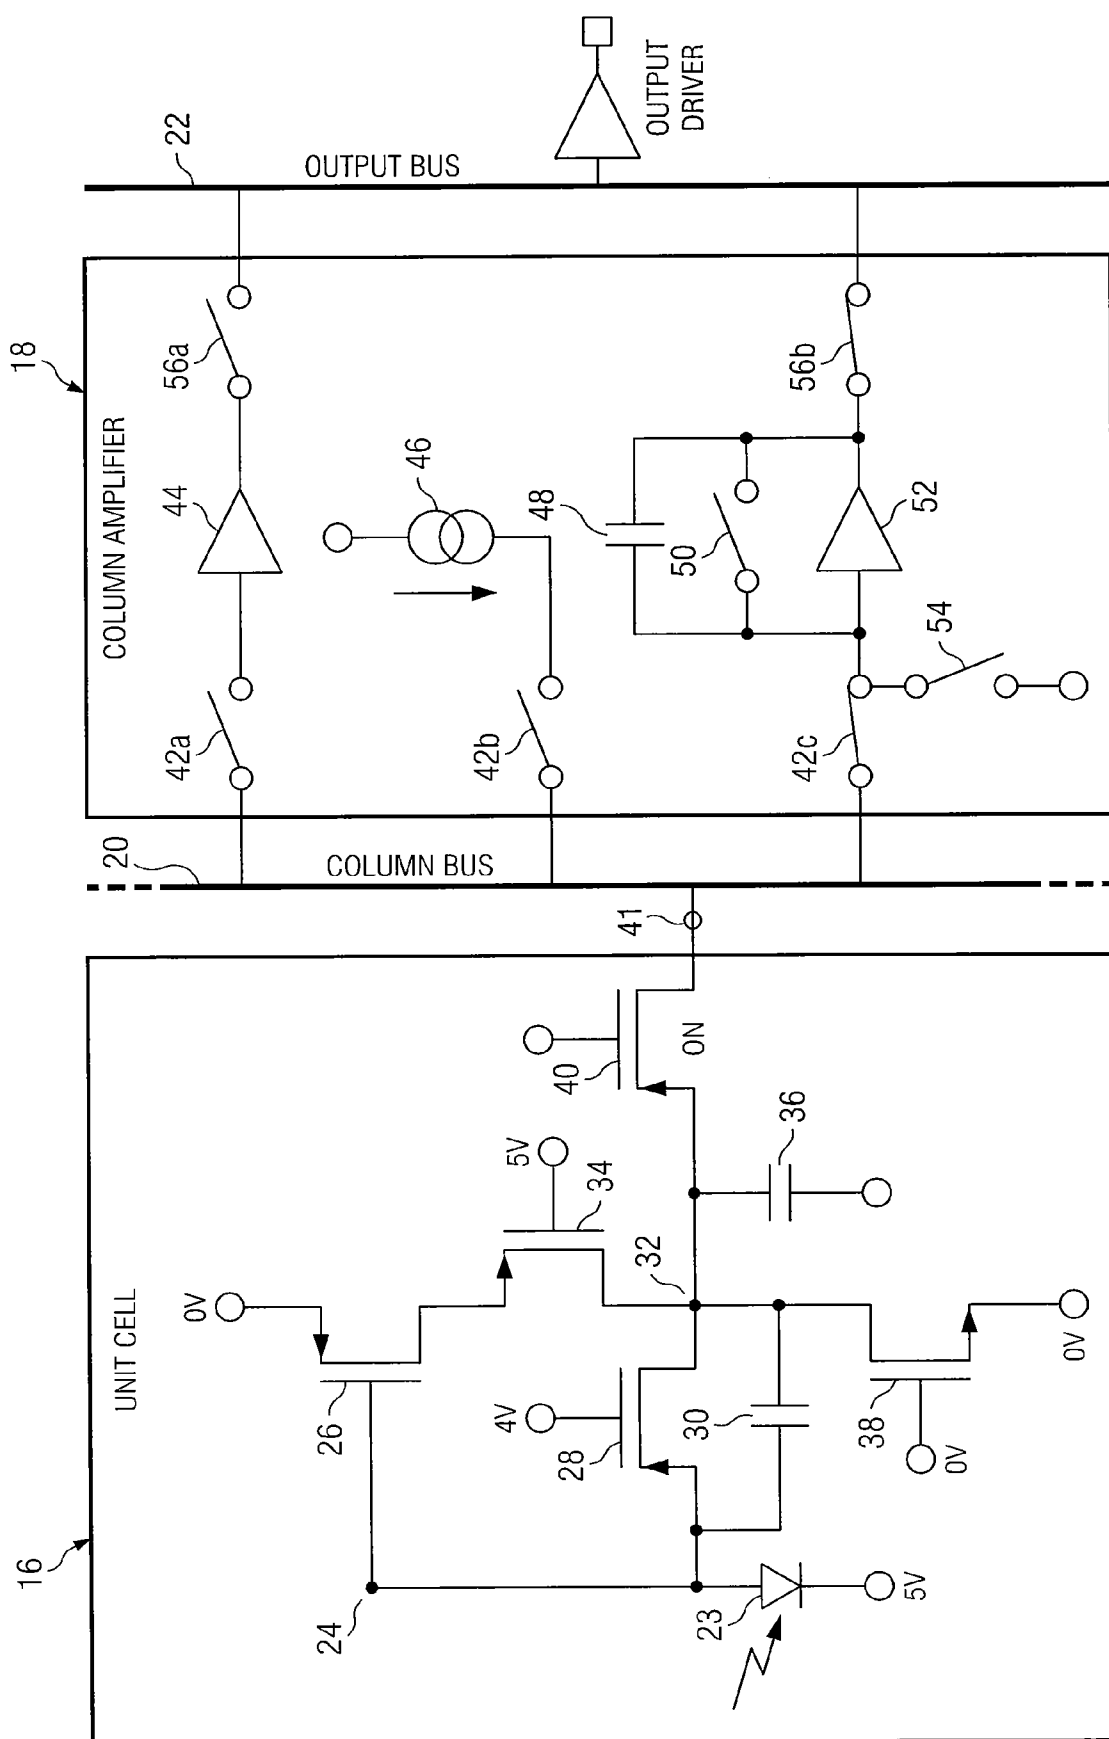 16
UNIT CELL
0V
26
24
4V
28
23
5V
30
38
0V
0V
32
34
5V
36
40
ON
41
20
COLUMN BUS
18
COLUMN AMPLIFIER
42a
44
56a
42b
46
42c
48
50
52
54
56b
22
OUTPUT BUS
OUTPUT
DRIVER